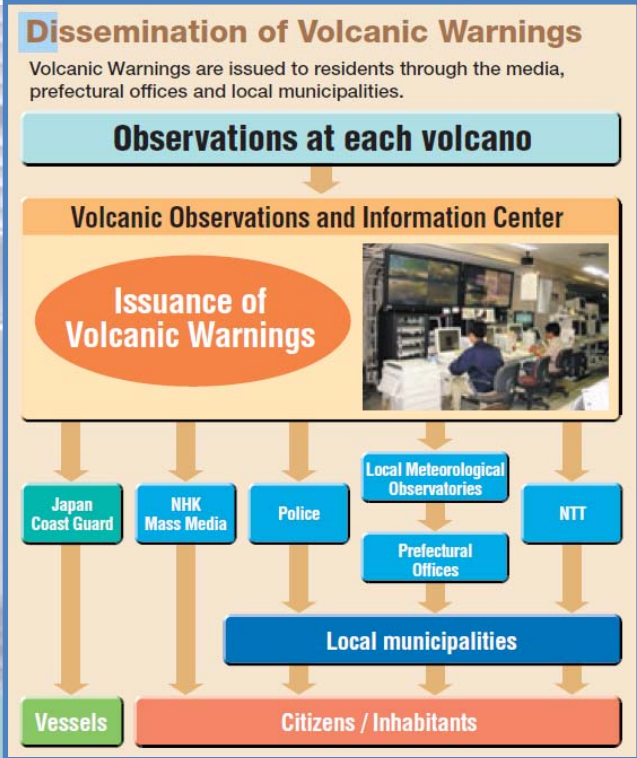 Dissemination of Volcanic Warnings
Volcanic Warnings are issued to residents through the media,
prefectural offices and local municipalities.
Observations at each volcano
Volcanic Observations and Information Center
Issuance of
Volcanic Warnings
Japan
Coast Guard
NHK
Mass Media
Police
Local Meteorological
Observatories
Prefectural
Offices
NTT
Local municipalities
Vessels
Citizens / Inhabitants